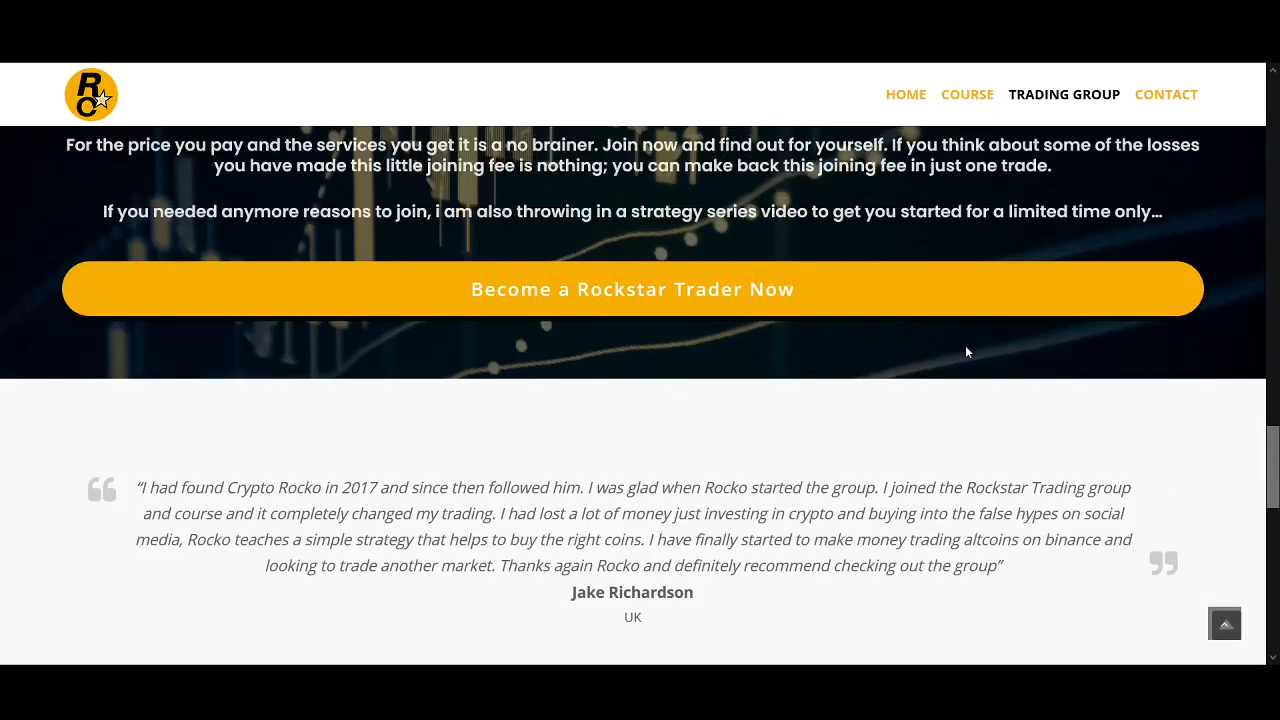 R
C
HOME COURSE TRADING GROUP CONTACT
For the price you pay and the services you get it is a no brainer. Join now and find out for yourself. If you think about some of the losses
you have made this little joining fee is nothing; you can make back this joining fee in just one trade.
If you needed anymore reasons to join, i am also throwing in a strategy series video to get you started for a limited time only...
Become a Rockstar Trader Now
“I had found Crypto Rocko in 2017 and since then followed him. I was glad when Rocko started the group. I joined the Rockstar Trading group
and course and it completely changed my trading. I had lost a lot of money just investing in crypto and buying into the false hypes on social
media, Rocko teaches a simple strategy that helps to buy the right coins. I have finally started to make money trading altcoins on binance and
looking to trade another market. Thanks again Rocko and definitely recommend checking out the group”
Jake Richardson
UK